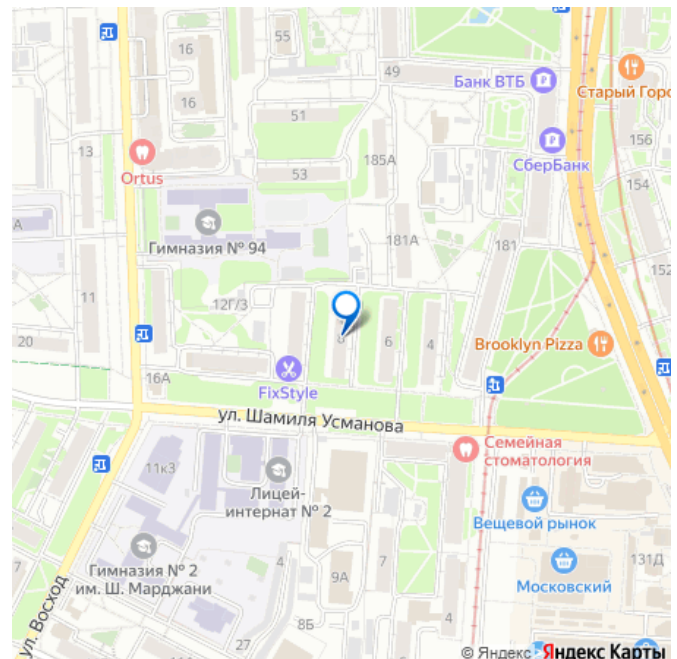 55
16
49
Банк ВТБ
Старый Горо
16
51
185А
156
13
СберБанк
Ortus
53
154
А
Гимназия № 94
181А
181
152
11
12Г/3
20
6
4
Brooklyn Pizza
16А
FixStyle
ул. Шамиля Усманова
Семейная
стоматология
11к3
Лицей-
интернат № 2
Вещевой рынок
7
Гимназия № 2
им. Ш. Марджани
4
9А
7
131Д
Московский
ул. Восход
8Б
4
27
© Яндекс Яндекс Карты